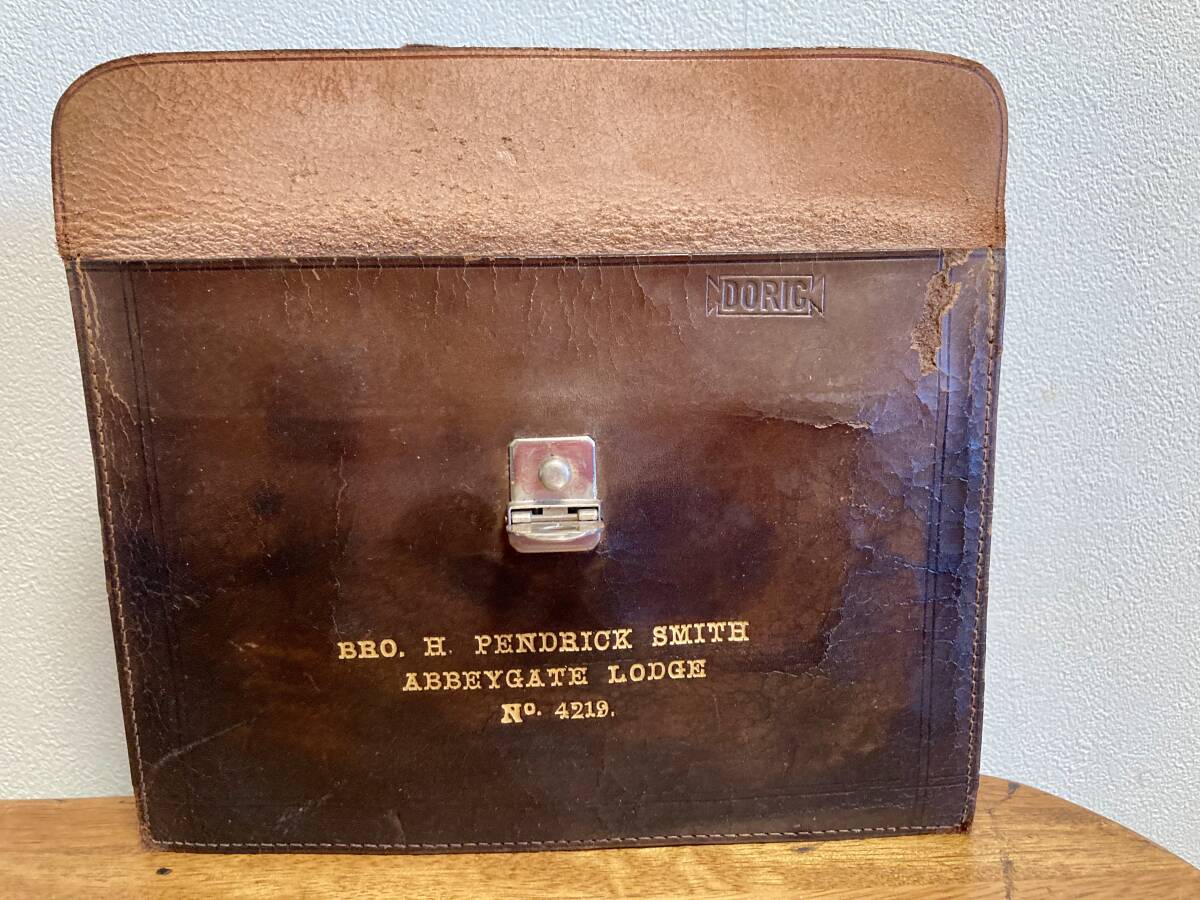 DORIC
BRO. H. PENDRICK SMITH
ABBEYGATE LODGE
No. 4219.